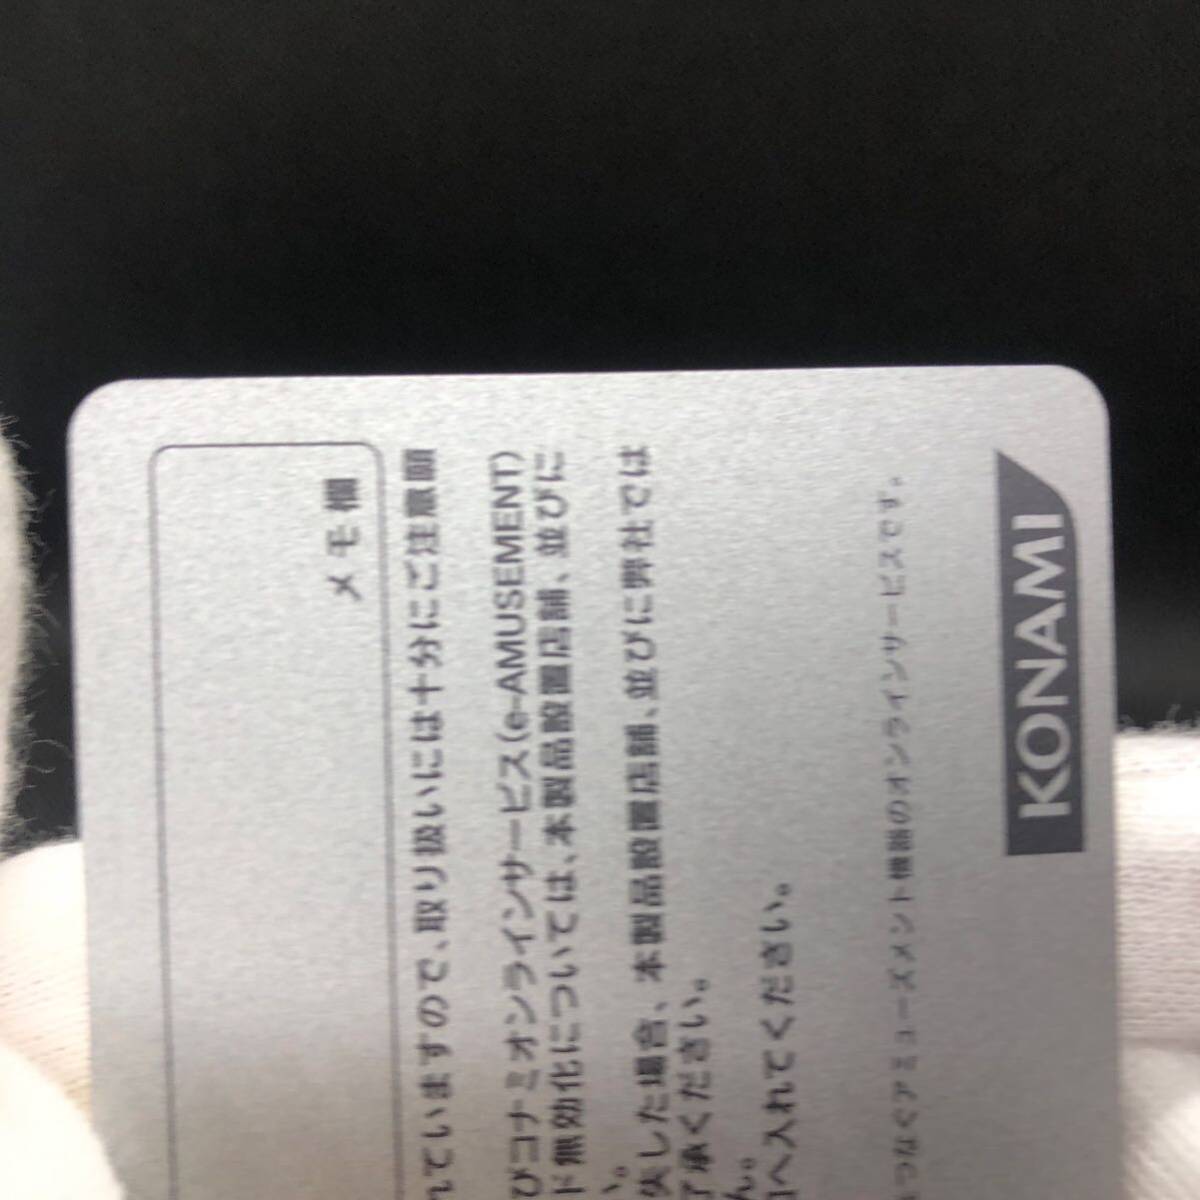 メモ欄
れていますので、取り扱いには十分にご注意願
びコナミオンラインサービス(e-AMUSEMENT)
ド無効化については、本製品設置店舗、並びに
い。
失した場合、本製品設置店舗、並びに弊社では
了承ください。
ん。
へ入れてください。
つなぐアミューズメント機器のオンラインサービスです。
KONAMI